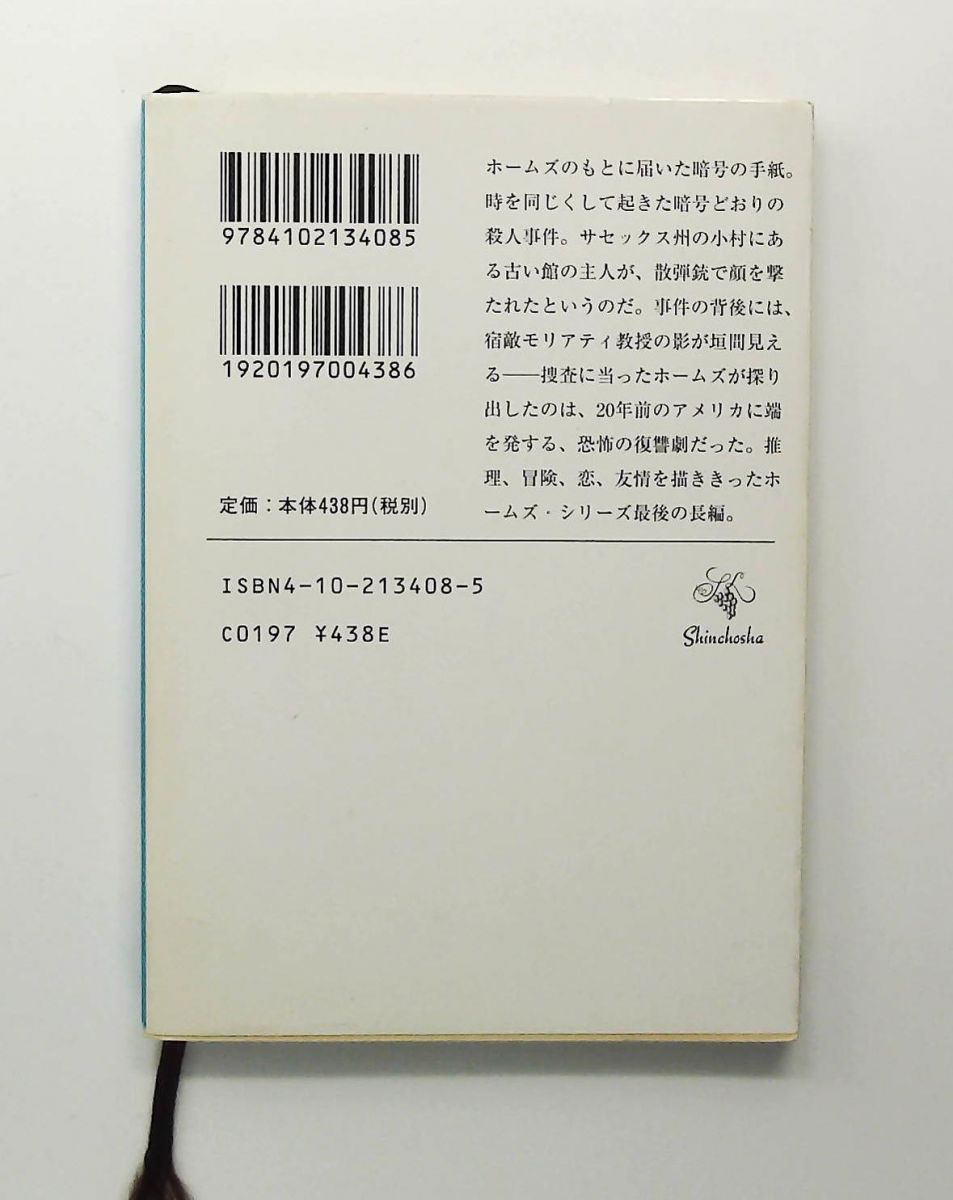 9784102134085
1920197004386
定価：本体438円（税別）
ホームズのもとに届いた暗号の手紙。
時を同じくして起きた暗号どおりの
殺人事件。サセックス州の小村にあ
る古い館の主人が、散弾銃で顔を撃
たれたというのだ。事件の背後には、
宿敵モリアティ教授の影が垣間見え
る――捜査に当ったホームズが探り
出したのは、20年前のアメリカに端
を発する、恐怖の復讐劇だった。推
理、冒険、恋、友情を描ききったホ
ームズ・シリーズ最後の長編。
ISBN4-10-213408-5
C0197 ¥438E
Shinchosha